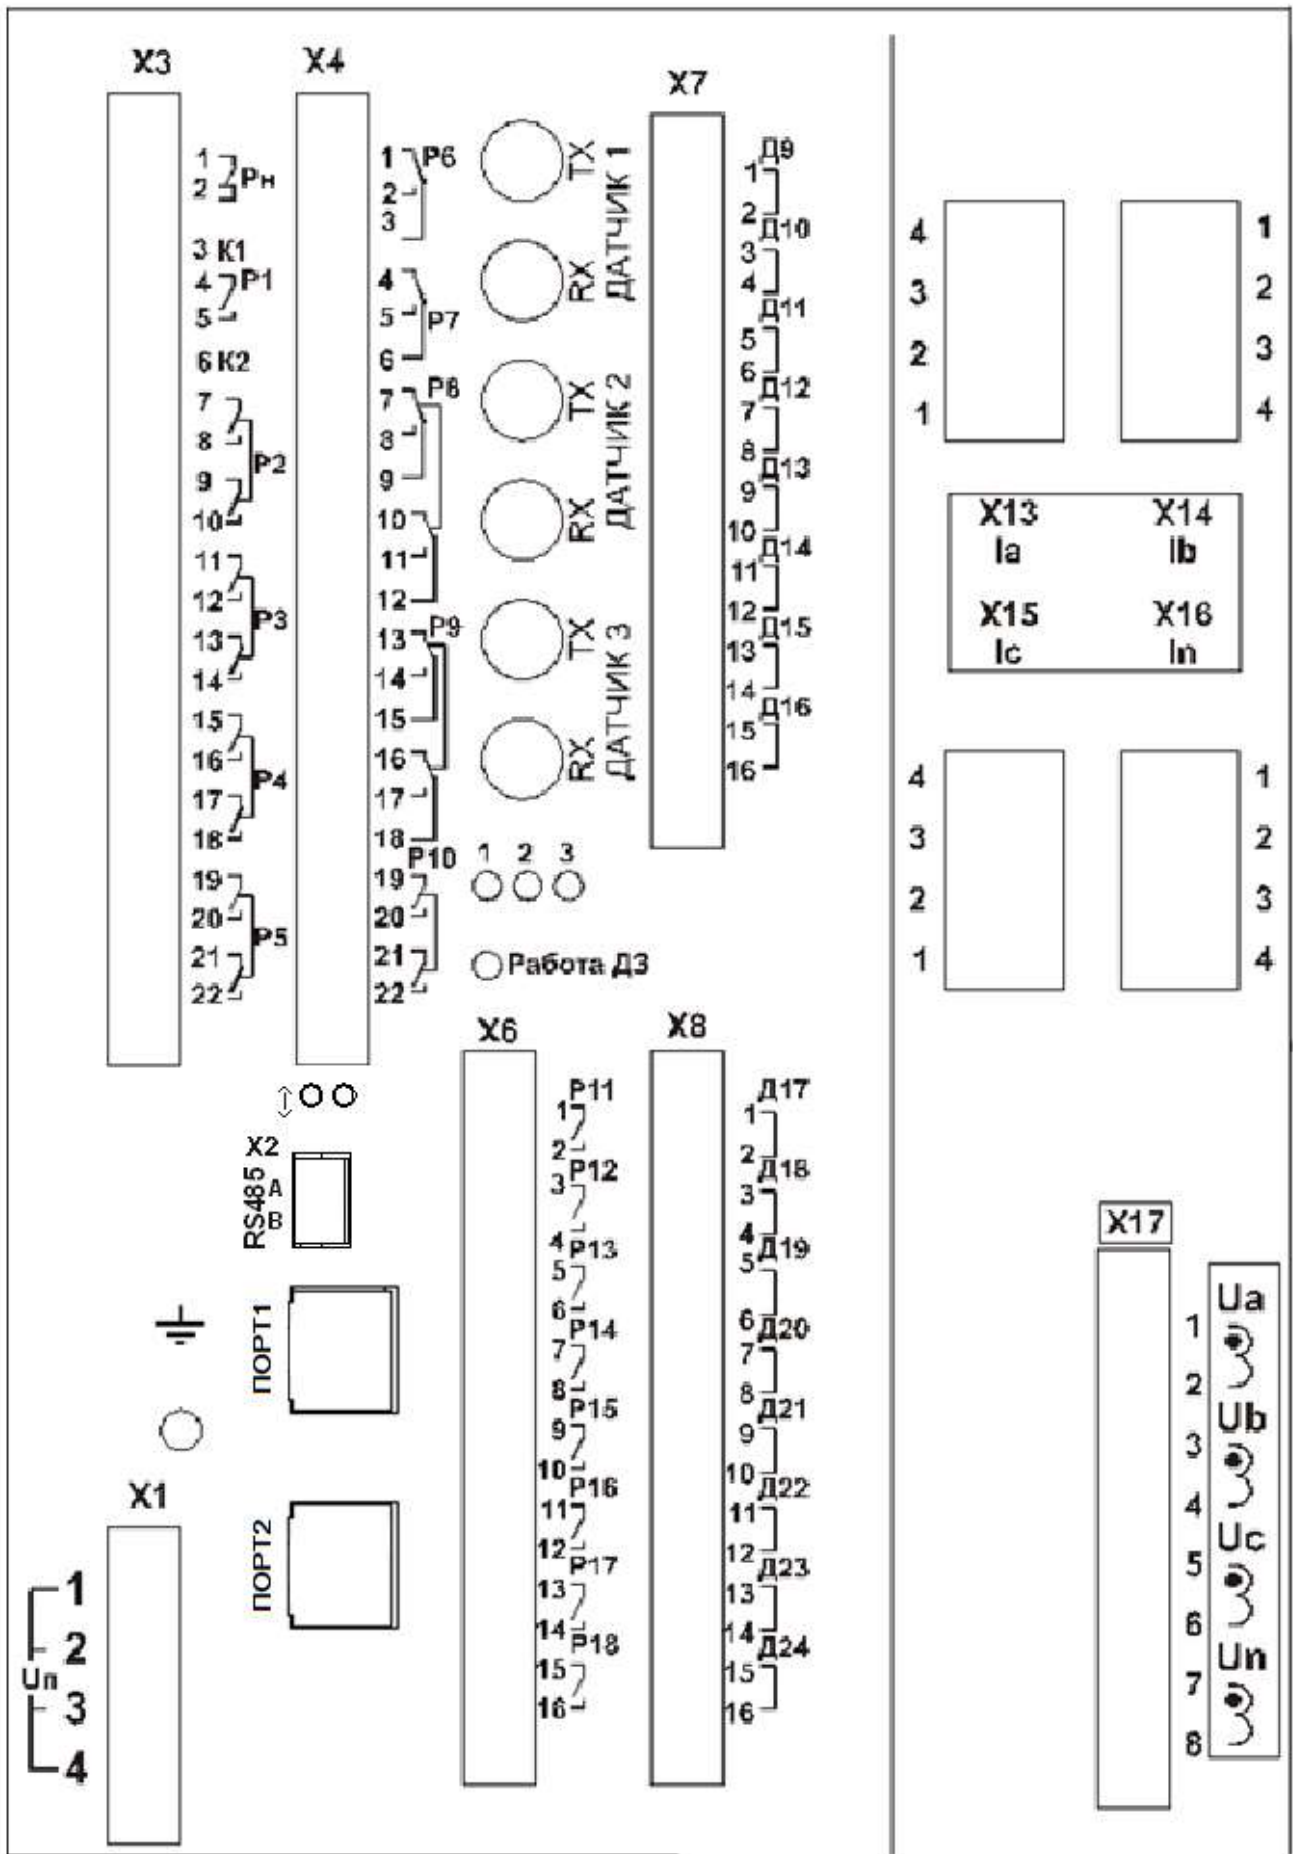 X3
1
2
Рн
3 К1
4
Р1
5
6 К2
7
8
Р2
9
10
11
12
Р3
13
14
15
16
Р4
17
18
19
20
Р5
21
22
X4
1
Р6
2
3
4
5
Р7
6
7
Р8
8
9
10
11
12
13
Р9
14
15
16
17
18
Р10
19
20
21
22
TX
RX
ДАТЧИК 1
TX
RX
ДАТЧИК 2
TX
RX
ДАТЧИК 3
1 2 3
Работа ДЗ
X7
Д9
1
2
Д10
3
4
Д11
5
6
Д12
7
8
Д13
9
10
Д14
11
12
Д15
13
14
Д16
15
16
X6
Р11
1
2
Р12
3
4
Р13
5
6
Р14
7
8
Р15
9
10
Р16
11
12
Р17
13
14
Р18
15
16
X8
Д17
1
2
Д18
3
4
Д19
5
6
Д20
7
8
Д21
9
10
Д22
11
12
Д23
13
14
Д24
15
16
X2
RS485
A
B
ПОРТ1
ПОРТ2
X1
1
2
Uп
3
4
4
3
2
1
1
2
3
4
X13 X14
Ia Ib
X15 X16
Ic In
4
3
2
1
1
2
3
4
X17
Ua
1
2
Ub
3
4
Uc
5
6
Un
7
8